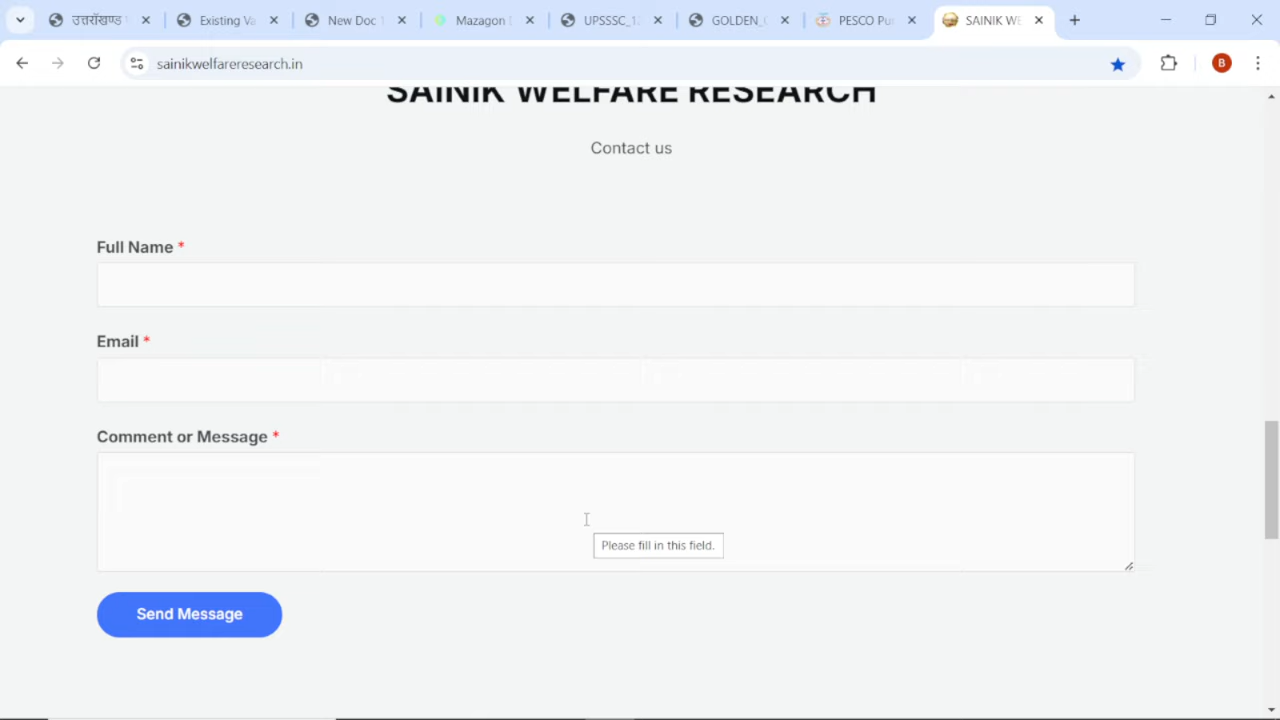 उत्तराखण्ड
Existing Va
New Doc
Mazagon
UPSSSC_1
GOLDEN_
PESCO Pu
SAINIK WE
sainikwelfareresearch.in
B
SAINIK WELFARE RESEARCH
Contact us
Full Name *
Email *
Comment or Message *
Please fill in this field.
Send Message